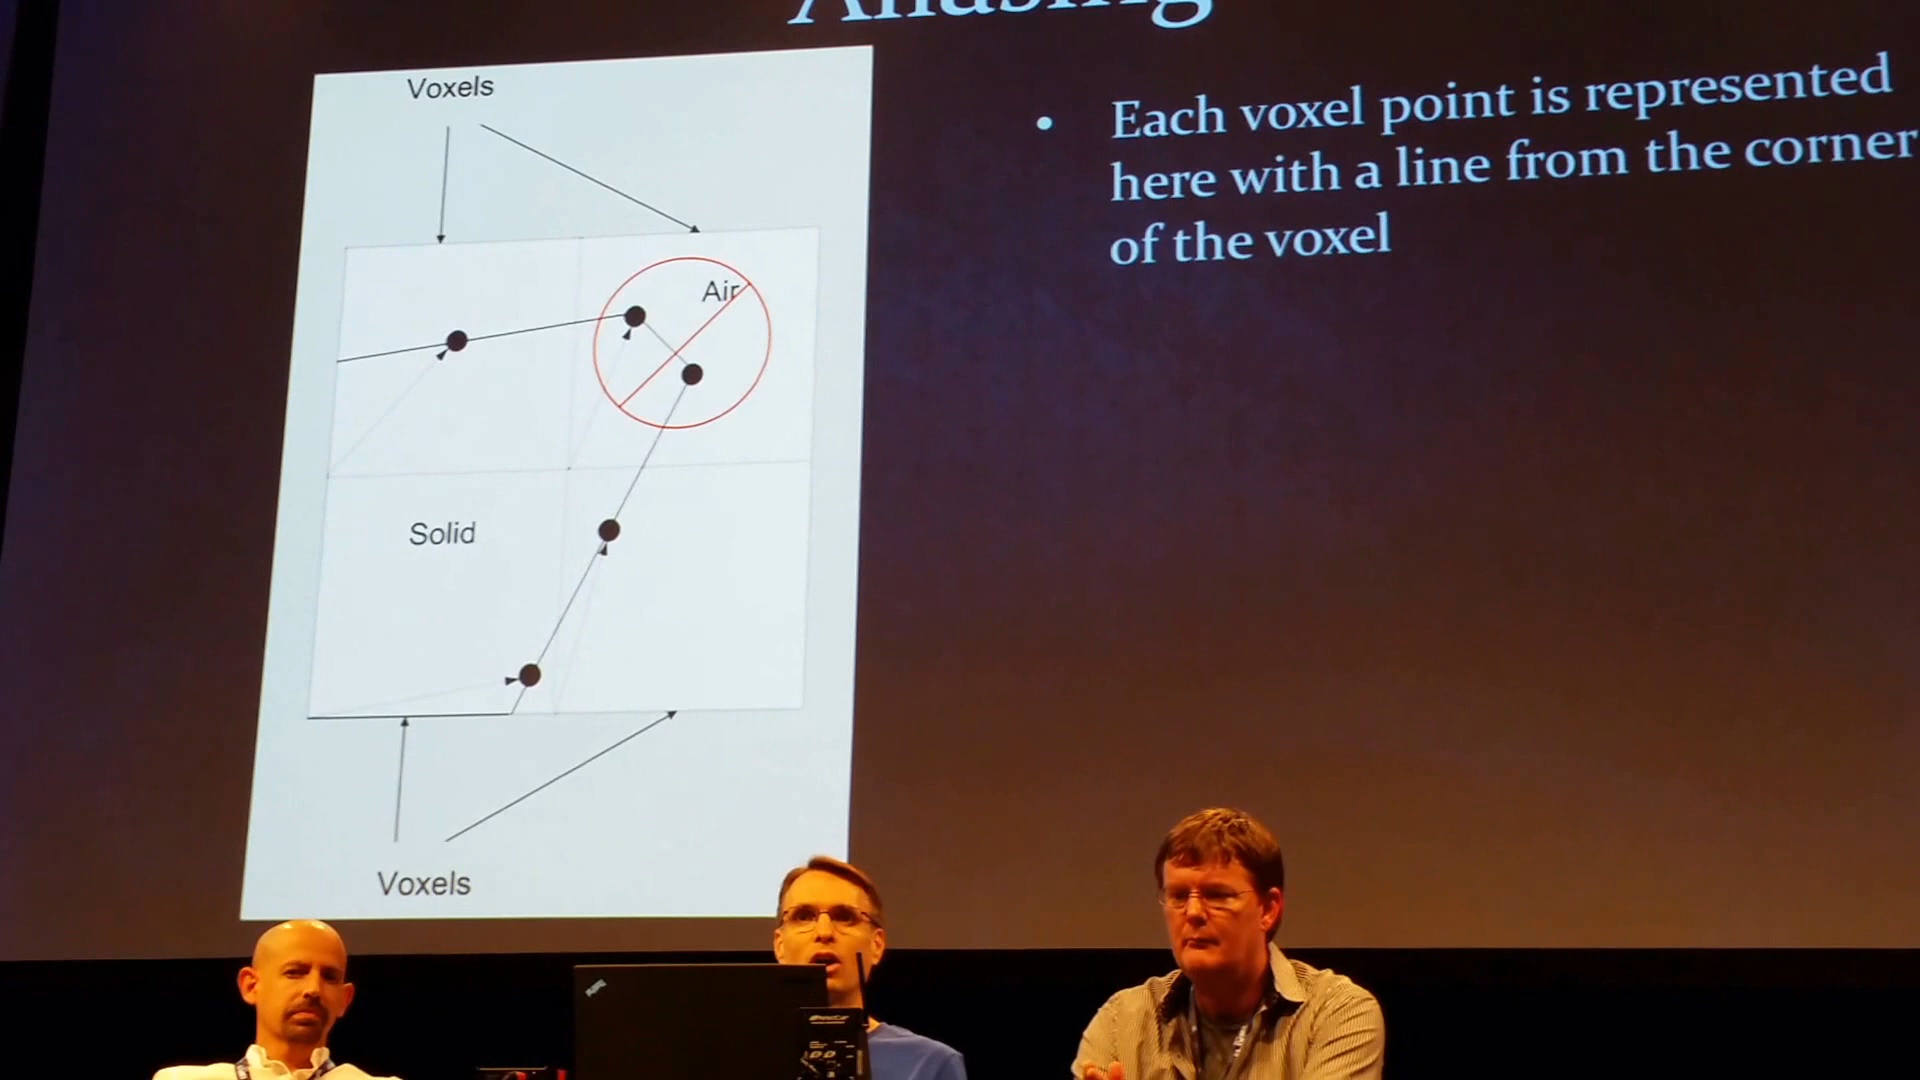 Aliasing
Voxels
Air
Solid
Voxels
• Each voxel point is represented
here with a line from the corner
of the voxel